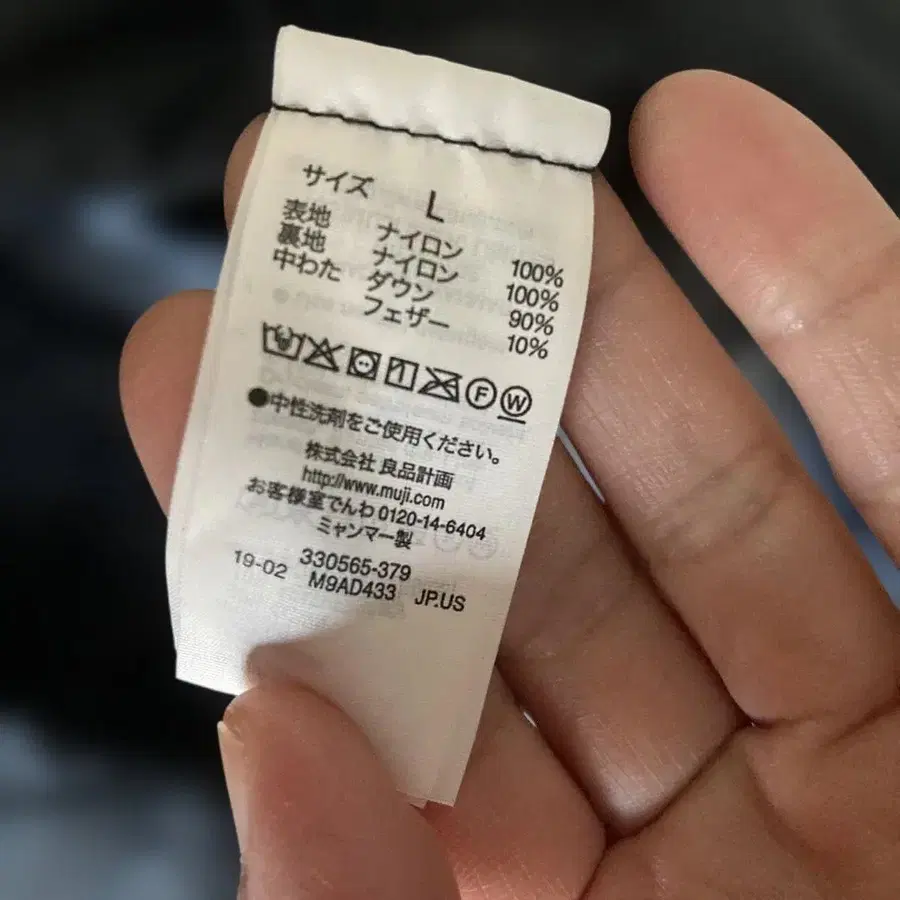 サイズ L
表地 ナイロン 100%
裏地 ナイロン 100%
中わた ダウン 90%
フェザー 10%
F W
●中性洗剤をご使用ください。
株式会社 良品計画
http://www.muji.com
お客様室でんわ 0120-14-6404
ミャンマー製
330565-379
19-02 M9AD433 JP.US